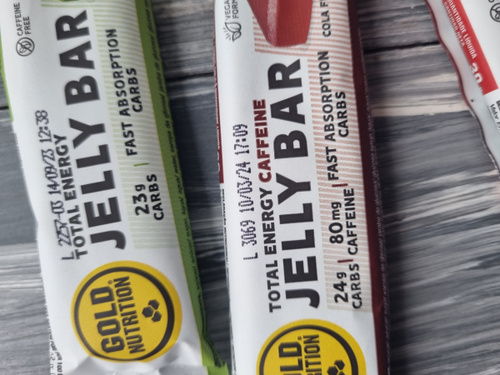 CAFFEINE
FREE
L 2257-03 14/09/23 12:38
TOTAL ENERGY
JELLY BAR
23g
CARBS
FAST ABSORPTION
CARBS
GOLD
NUTRITION
VEGAN
FORM
COLA F
L 3069 10/03/24 17:09
TOTAL ENERGY CAFFEINE
JELLY BAR
24g
CARBS
80mg
CAFFEINE
FAST ABSORPTION
CARBS
GOLD
NUTRITION